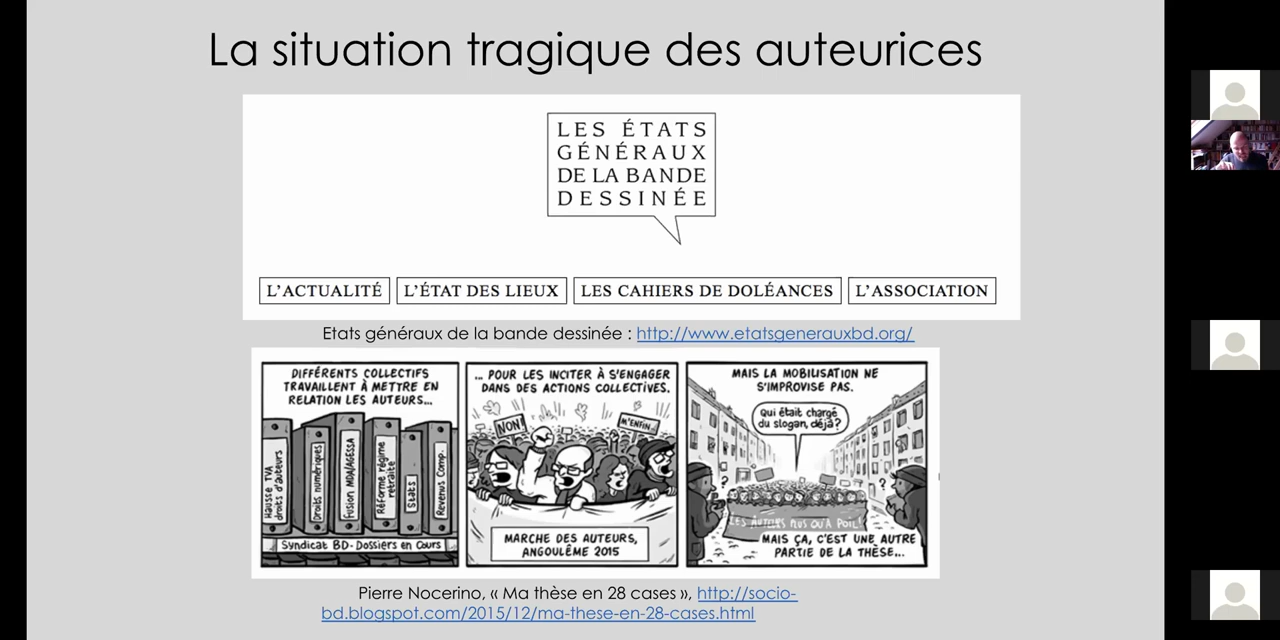 La situation tragique des auteurices
LES ÉTATS
GÉNÉRAUX
DE LA BANDE
DESSINÉE
L'ACTUALITÉ
L'ÉTAT DES LIEUX
LES CAHIERS DE DOLÉANCES
L'ASSOCIATION
Etats généraux de la bande dessinée : http://www.etatsgenerauxbd.org/
DIFFÉRENTS COLLECTIFS
TRAVAILLENT À METTRE EN
RELATION LES AUTEURS...
Hausse TVA
droits d'auteurs
Droits numériques
Fusion MDA/AGESSA
Réforme régime
retraite
Stats
Revenus Comp.
Syndicat BD - Dossiers en Cours
... POUR LES INCITER À S'ENGAGER
DANS DES ACTIONS COLLECTIVES.
NON!
M'ENFIN...
MARCHE DES AUTEURS,
ANGOULÊME 2015
MAIS LA MOBILISATION NE
S'IMPROVISE PAS.
Qui était chargé
du slogan, déjà?
?
?
LES AUTEURS PLUS QU'À POIL!
MAIS ÇA, C'EST UNE AUTRE
PARTIE DE LA THÈSE...
Pierre Nocerino, « Ma thèse en 28 cases », http://socio-
bd.blogspot.com/2015/12/ma-these-en-28-cases.html